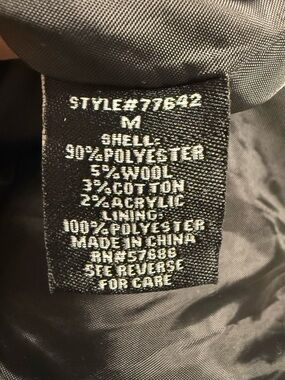 STYLE#77642
M
SHELL:
90%POLYESTER
5%WOOL
3%COTTON
2%ACRYLIC
LINING:
100%POLYESTER
MADE IN CHINA
RN#57688
SEE REVERSE
FOR CARE